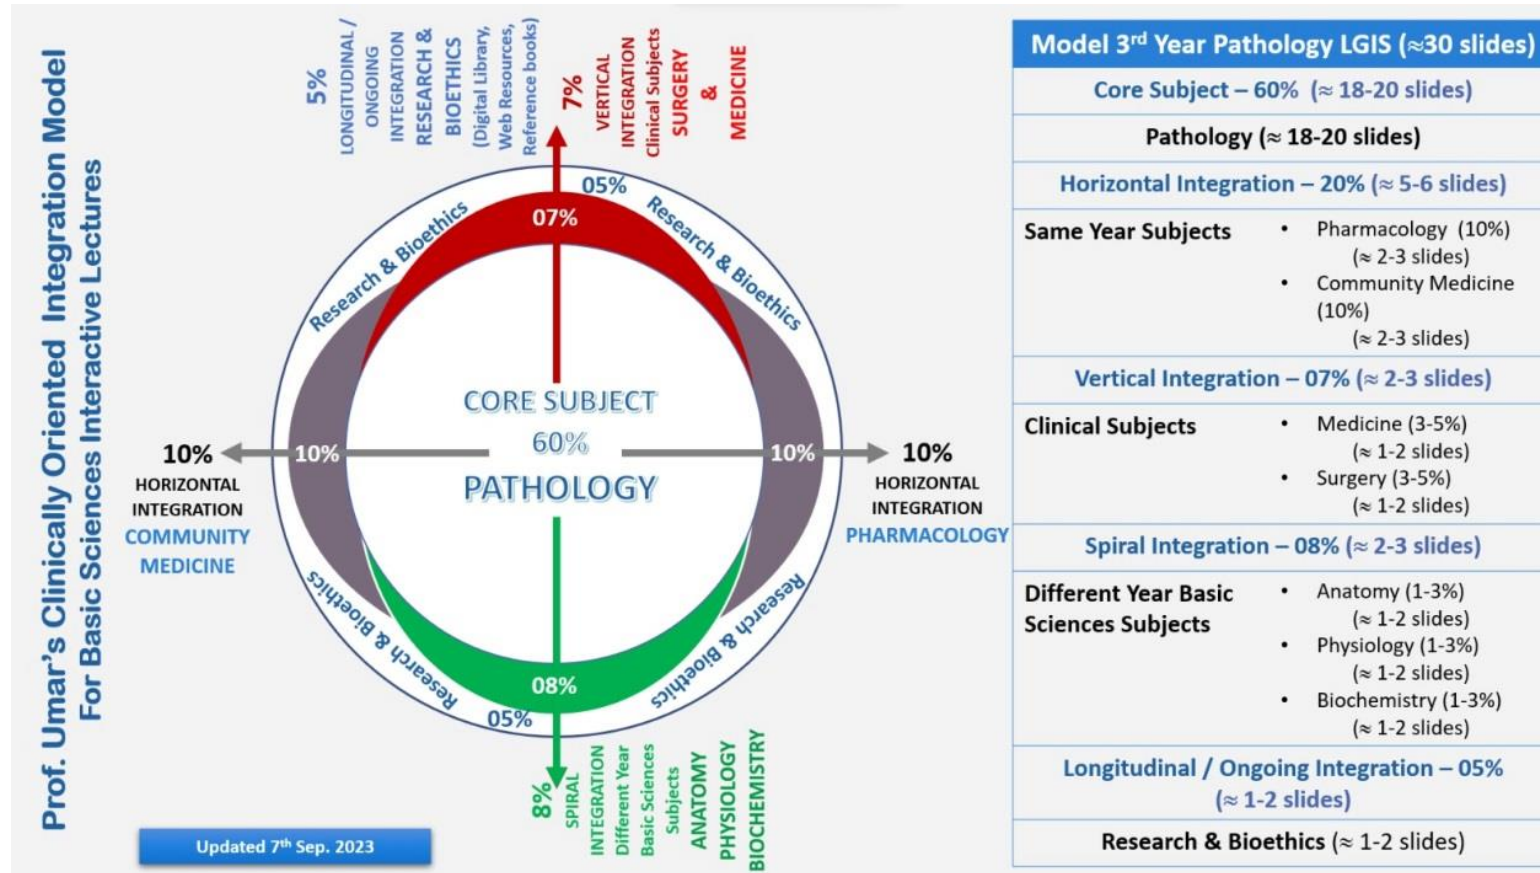 Prof. Umar's Clinically Oriented Integration Model
For Basic Sciences Interactive Lectures
5%
LONGITUDINAL /
ONGOING
INTEGRATION
RESEARCH &
BIOETHICS
(Digital Library,
Web Resources,
Reference books)
7%
VERTICAL
INTEGRATION
Clinical Subjects
SURGERY
&
MEDICINE
05%
07%
Research & Bioethics
Research & Bioethics
CORE SUBJECT
60%
PATHOLOGY
10%
10%
10%
HORIZONTAL
INTEGRATION
COMMUNITY
MEDICINE
10%
HORIZONTAL
INTEGRATION
PHARMACOLOGY
Research & Bioethics
Research & Bioethics
08%
05%
8%
SPIRAL
INTEGRATION
Different Year
Basic Sciences
Subjects
ANATOMY
PHYSIOLOGY
BIOCHEMISTRY
Updated 7th Sep. 2023
Model 3rd Year Pathology LGIS (≈30 slides)
Core Subject – 60% (≈ 18-20 slides)
Pathology (≈ 18-20 slides)
Horizontal Integration – 20% (≈ 5-6 slides)
Same Year Subjects
• Pharmacology (10%)
(≈ 2-3 slides)
• Community Medicine
(10%)
(≈ 2-3 slides)
Vertical Integration – 07% (≈ 2-3 slides)
Clinical Subjects
• Medicine (3-5%)
(≈ 1-2 slides)
• Surgery (3-5%)
(≈ 1-2 slides)
Spiral Integration – 08% (≈ 2-3 slides)
Different Year Basic
Sciences Subjects
• Anatomy (1-3%)
(≈ 1-2 slides)
• Physiology (1-3%)
(≈ 1-2 slides)
• Biochemistry (1-3%)
(≈ 1-2 slides)
Longitudinal / Ongoing Integration – 05%
(≈ 1-2 slides)
Research & Bioethics (≈ 1-2 slides)